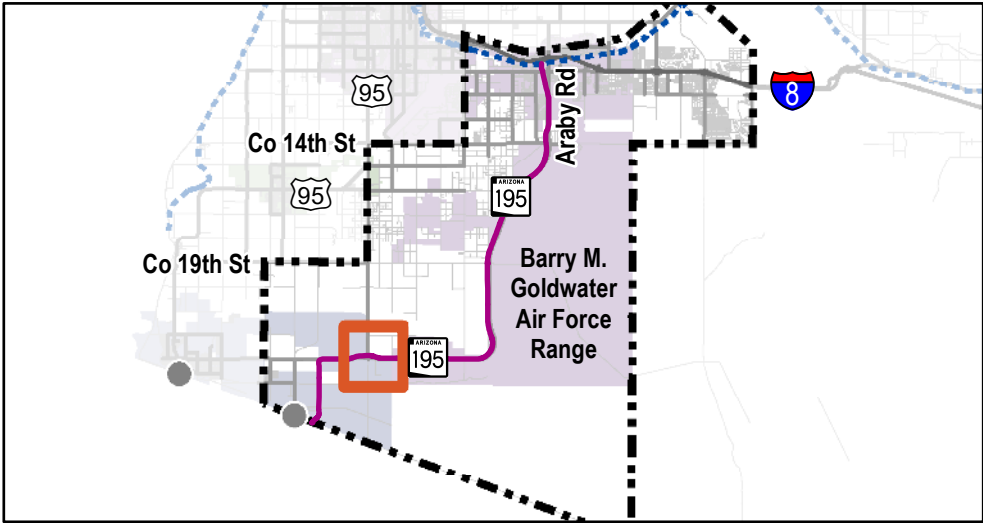 95
Araby Rd
8
Co 14th St
95
ARIZONA
195
Co 19th St
Barry M.
Goldwater
Air Force
Range
ARIZONA
195